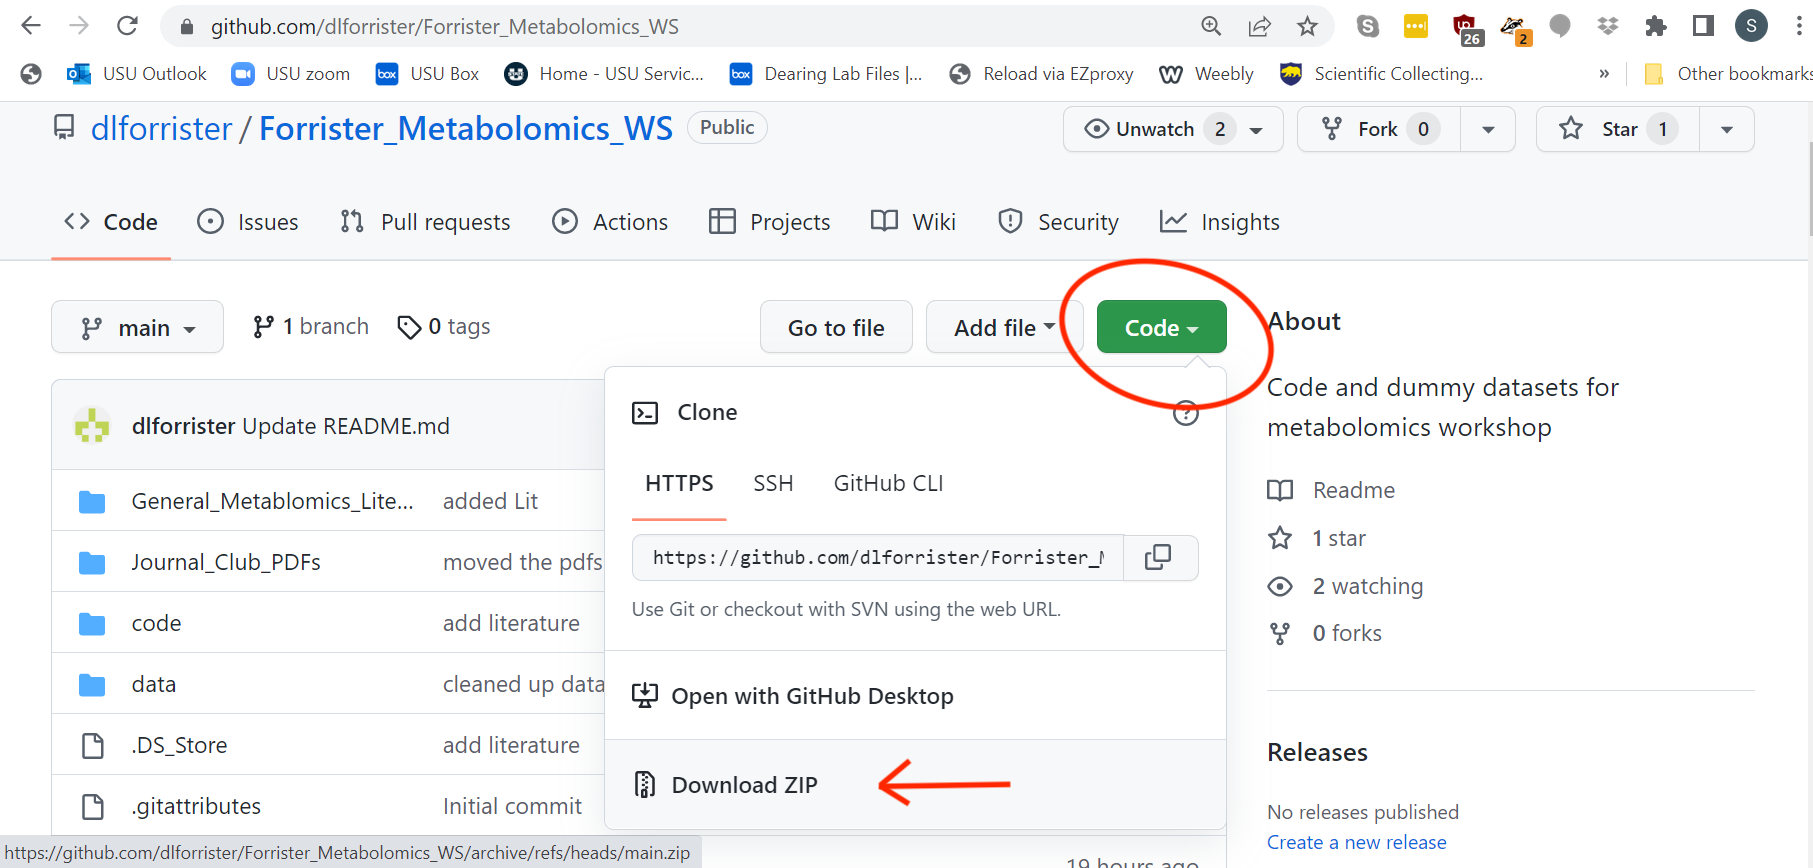 github.com/dlforrister/Forrister_Metabolomics_WS
26
2
S
USU Outlook
USU zoom
box USU Box
Home - USU Servic...
box Dearing Lab Files |...
Reload via EZproxy
Weebly
Scientific Collecting...
»
Other bookmarks
dlforrister / Forrister_Metabolomics_WS Public
Unwatch 2
Fork 0
Star 1
Code
Issues
Pull requests
Actions
Projects
Wiki
Security
Insights
main
1 branch
0 tags
Go to file
Add file
Code
dlforrister Update README.md
General_Metablomics_Lite... added Lit
Journal_Club_PDFs moved the pdfs
code add literature
data cleaned up data
.DS_Store add literature
.gitattributes Initial commit
Clone
?
HTTPS SSH GitHub CLI
https://github.com/dlforrister/Forrister_M
Use Git or checkout with SVN using the web URL.
Open with GitHub Desktop
Download ZIP
19 hours ago
About
Code and dummy datasets for
metabolomics workshop
Readme
1 star
2 watching
0 forks
Releases
No releases published
Create a new release
https://github.com/dlforrister/Forrister_Metabolomics_WS/archive/refs/heads/main.zip